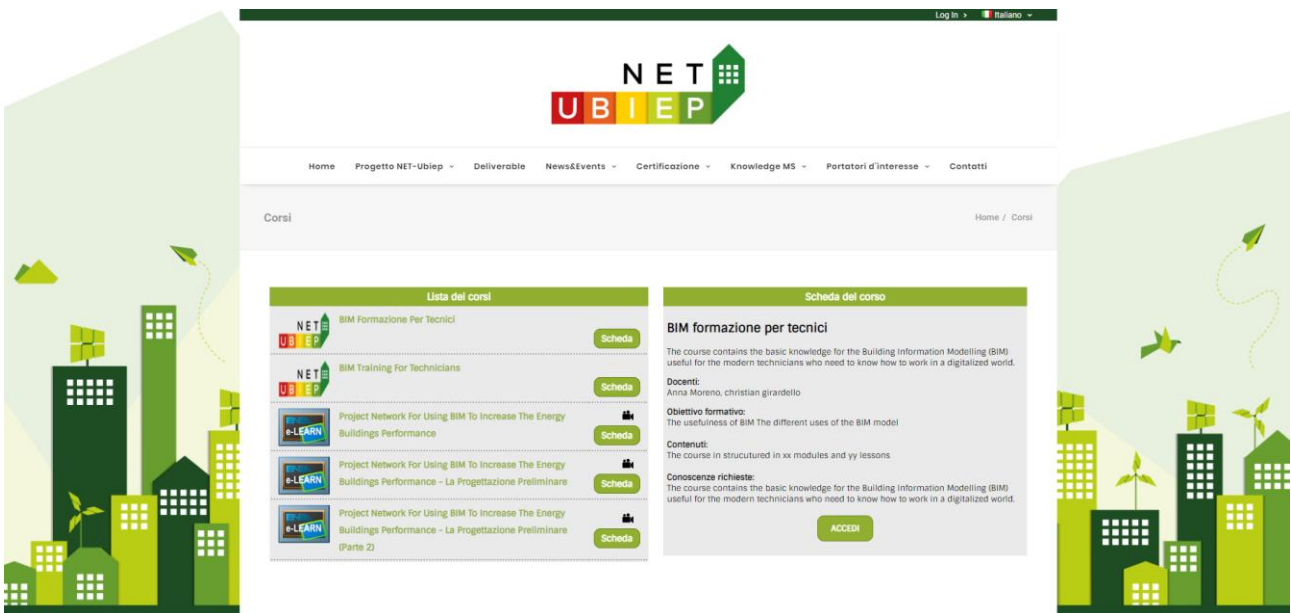 Log In
Italiano
NET
UBIEP
Home Progetto NET-Ubiep Deliverable News&Events Certificazione Knowledge MS Portatori d'interesse Contatti
Corsi
Home / Corsi
Lista dei corsi
NET
UBIEP
BIM Formazione Per Tecnici
Scheda
NET
UBIEP
BIM Training For Technicians
Scheda
e-LEARN
Project Network For Using BIM To Increase The Energy
Buildings Performance
Scheda
e-LEARN
Project Network For Using BIM To Increase The Energy
Buildings Performance - La Progettazione Preliminare
Scheda
e-LEARN
Project Network For Using BIM To Increase The Energy
Buildings Performance - La Progettazione Preliminare
(Parte 2)
Scheda
Scheda del corso
BIM formazione per tecnici
The course contains the basic knowledge for the Building Information Modelling (BIM)
useful for the modern technicians who need to know how to work in a digitalized world.
Docenti:
Anna Moreno, christian girardello
Obiettivo formativo:
The usefulness of BIM The different uses of the BIM model
Contenuti:
The course in strucutured in xx modules and yy lessons
Conoscenze richieste:
The course contains the basic knowledge for the Building Information Modelling (BIM)
useful for the modern technicians who need to know how to work in a digitalized world.
ACCEDI